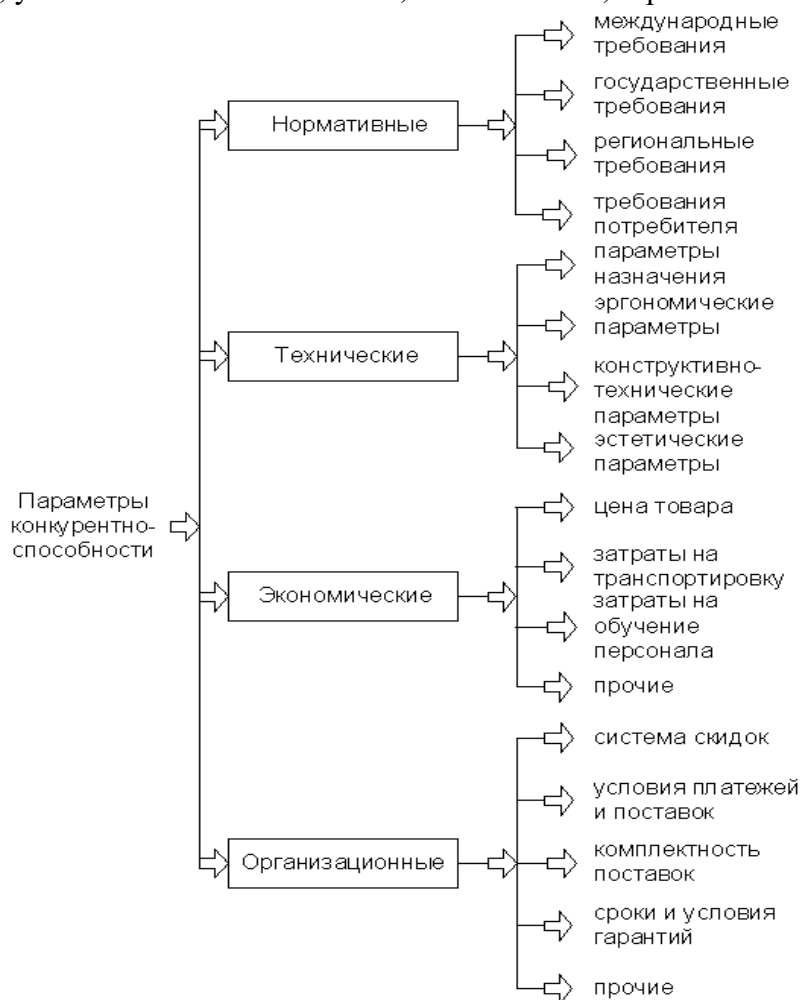 международные
требования
государственные
требования
Нормативные
региональные
требования
требования
потребителя
параметры
назначения
эргономические
параметры
Технические
конструктивно-
технические
параметры
эстетические
параметры
Параметры
конкурентно-
способности
цена товара
затраты на
транспортировку
Экономические
затраты на
обучение
персонала
прочие
система скидок
условия платежей
и поставок
Организационные
комплектность
поставок
сроки и условия
гарантий
прочие